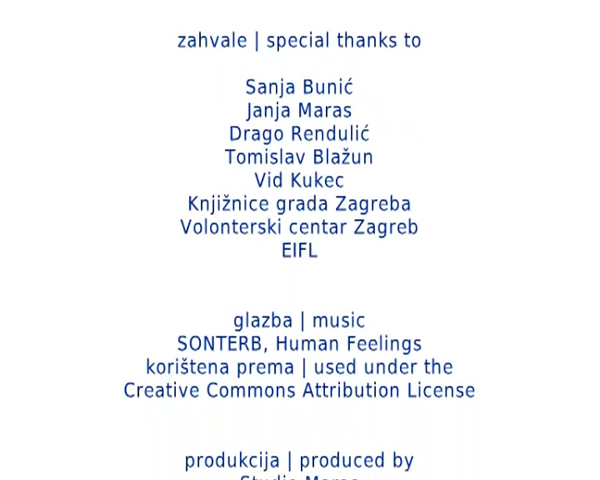 zahvale | special thanks to
Sanja Bunić
Janja Maras
Drago Rendulić
Tomislav Blažun
Vid Kukec
Knjižnice grada Zagreba
Volonterski centar Zagreb
EIFL
glazba | music
SONTERB, Human Feelings
korištena prema | used under the
Creative Commons Attribution License
produkcija | produced by